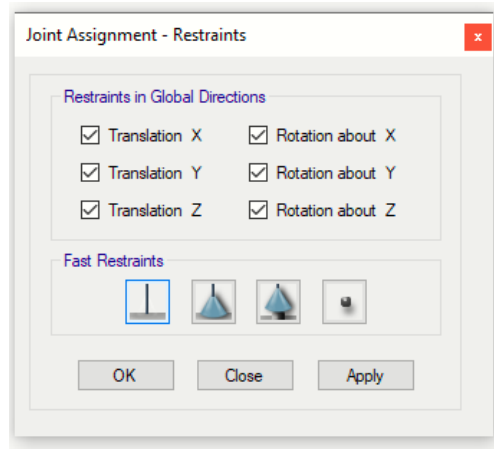 Joint Assignment - Restraints
x
Restraints in Global Directions
Translation X
Rotation about X
Translation Y
Rotation about Y
Translation Z
Rotation about Z
Fast Restraints
OK
Close
Apply